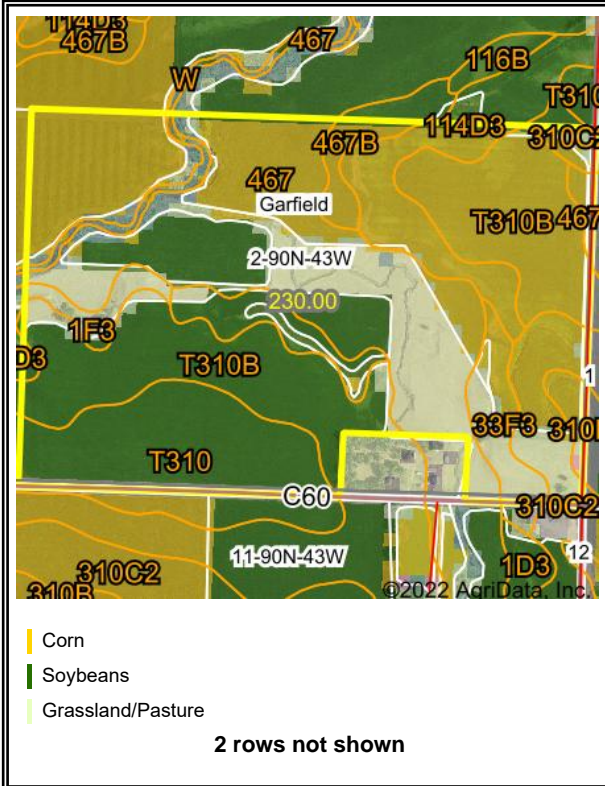 114D3
467B
467
116B
W
T310
467B
114D3
310C2
467
Garfield
T310B
467
2-90N-43W
230.00
1F3
D3
T310B
1
33F3
310
T310
C60
310C2
11-90N-43W
12
310C2
1D3
310B
©2022 AgriData, Inc.
Corn
Soybeans
Grassland/Pasture
2 rows not shown